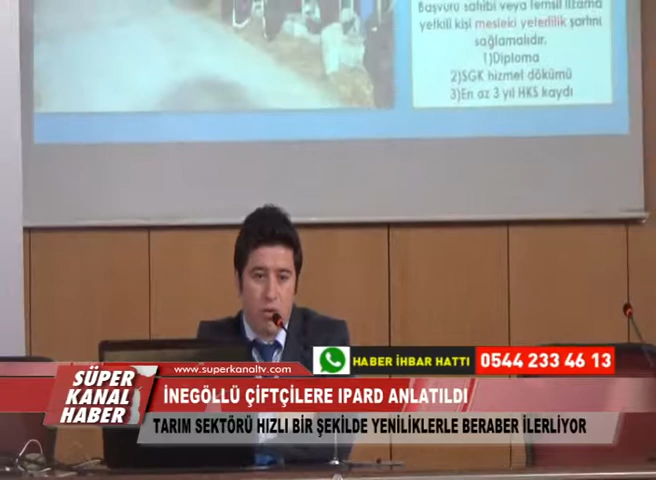 Başvuru sahibi veya temsil ilzama
yetkili kişi mesleki yeterlilik şartını
sağlamalıdır.
1)Diploma
2)SGK hizmet dökümü
3)En az 3 yıl HKS kaydı
HABER İHBAR HATTI
0544 233 46 13
www.superkanaltv.com
SÜPER
KANAL
HABER
İNEGÖLLÜ ÇİFTÇİLERE IPARD ANLATILDI
TARIM SEKTÖRÜ HIZLI BİR ŞEKİLDE YENİLİKLERLE BERABER İLERLİYOR